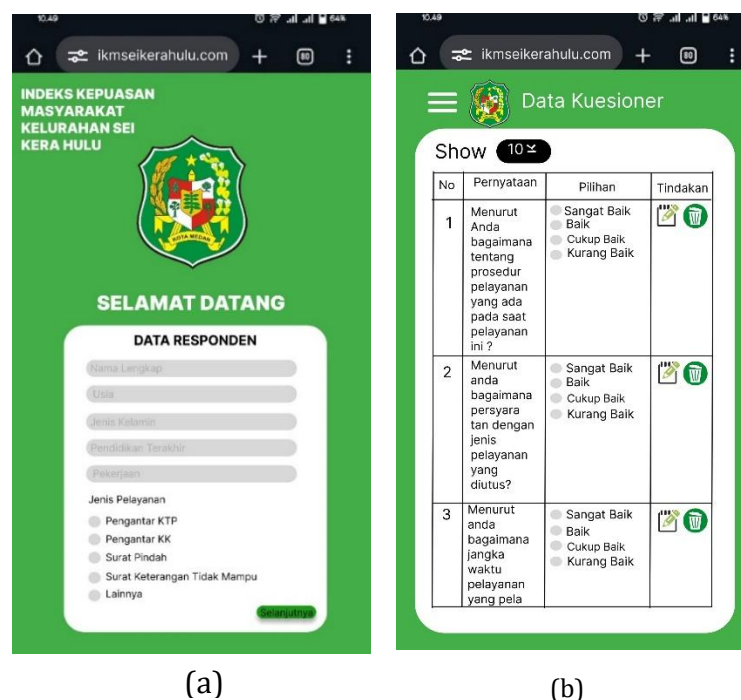 10.49
64%
ikmseikerahulu.com
80
INDEKS KEPUASAN
MASYARAKAT
KELURAHAN SEI
KERA HULU
KOTA MEDAN
SELAMAT DATANG
DATA RESPONDEN
Nama Lengkap
Usia
Jenis Kelamin
Pendidikan Terakhir
Pekerjaan
Jenis Pelayanan
Pengantar KTP
Pengantar KK
Surat Pindah
Surat Keterangan Tidak Mampu
Lainnya
Selanjutnya
(a)
10.49
64%
ikmseikerahulu.com
80
Data Kuesioner
Show 10
No Pernyataan Pilihan Tindakan
1
Menurut
Anda
bagaimana
tentang
prosedur
pelayanan
yang ada
pada saat
pelayanan
ini ?
Sangat Baik
Baik
Cukup Baik
Kurang Baik
2
Menurut
anda
bagaimana
persyara
tan dengan
jenis
pelayanan
yang
diutus?
Sangat Baik
Baik
Cukup Baik
Kurang Baik
3
Menurut
anda
bagaimana
jangka
waktu
pelayanan
yang pela
Sangat Baik
Baik
Cukup Baik
Kurang Baik
(b)